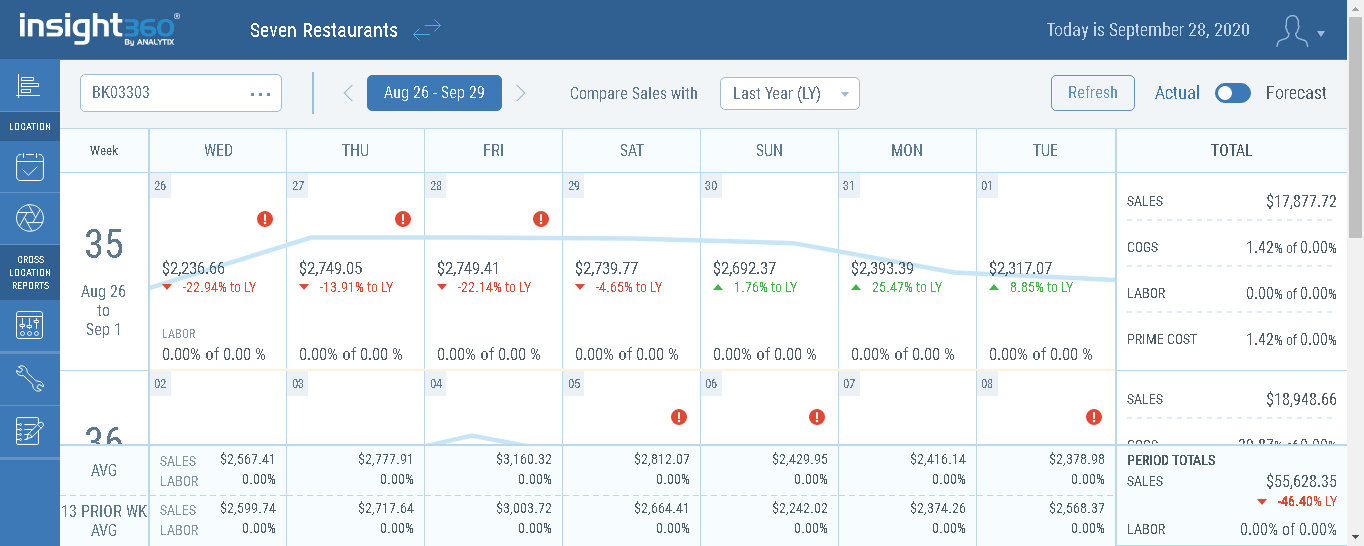 insight360®
By ANALYTIX
Seven Restaurants
Today is September 28, 2020
BK03303 ...
Aug 26 - Sep 29
Compare Sales with
Last Year (LY)
Refresh
Actual
Forecast
LOCATION
CROSS
LOCATION
REPORTS
Week WED THU FRI SAT SUN MON TUE TOTAL
26 27 28 29 30 31 01
35
Aug 26
to
Sep 1
$2,236.66 $2,749.05 $2,749.41 $2,739.77 $2,692.37 $2,393.39 $2,317.07
-22.94% to LY -13.91% to LY -22.14% to LY -4.65% to LY 1.76% to LY 25.47% to LY 8.85% to LY
LABOR
0.00% of 0.00 % 0.00% of 0.00 % 0.00% of 0.00 % 0.00% of 0.00 % 0.00% of 0.00 % 0.00% of 0.00 % 0.00% of 0.00 %
SALES $17,877.72
COGS 1.42% of 0.00%
LABOR 0.00% of 0.00%
PRIME COST 1.42% of 0.00%
02 03 04 05 06 07 08
36
SALES $18,948.66
COGS
AVG
SALES $2,567.41 $2,777.91 $3,160.32 $2,812.07 $2,429.95 $2,416.14 $2,378.98
LABOR 0.00% 0.00% 0.00% 0.00% 0.00% 0.00% 0.00%
13 PRIOR WK
AVG
SALES $2,599.74 $2,717.64 $3,003.72 $2,664.41 $2,242.02 $2,374.26 $2,568.37
LABOR 0.00% 0.00% 0.00% 0.00% 0.00% 0.00% 0.00%
PERIOD TOTALS
SALES $55,628.35
-46.40% LY
LABOR 0.00% of 0.00%